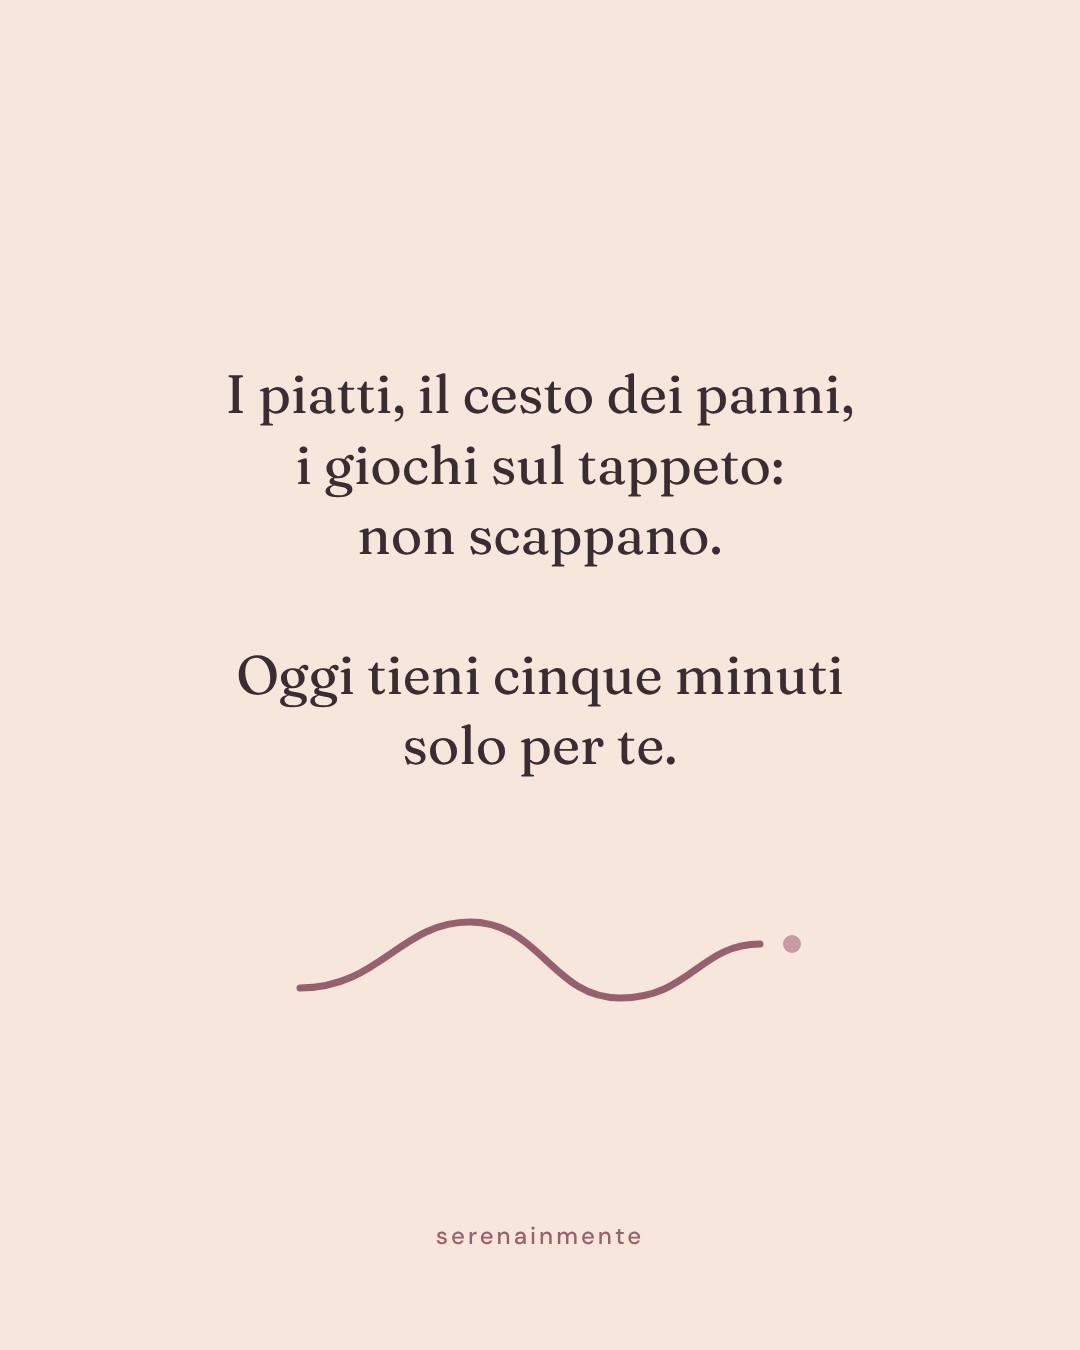 I piatti, il cesto dei panni,
i giochi sul tappeto:
non scappano.
Oggi tieni cinque minuti
solo per te.
serenainmente